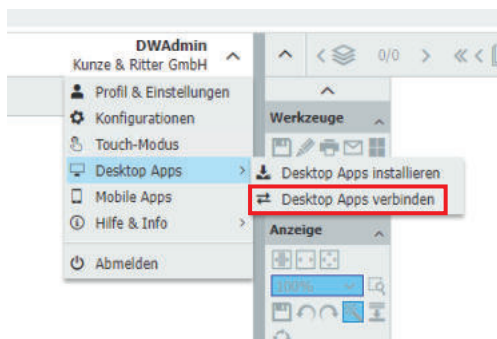 DWAdmin
Kunze & Ritter GmbH
0/0
Profil & Einstellungen
Konfigurationen
Werkzeuge
Touch-Modus
Desktop Apps
Desktop Apps installieren
Mobile Apps
Desktop Apps verbinden
Hilfe & Info
Anzeige
Abmelden
100%